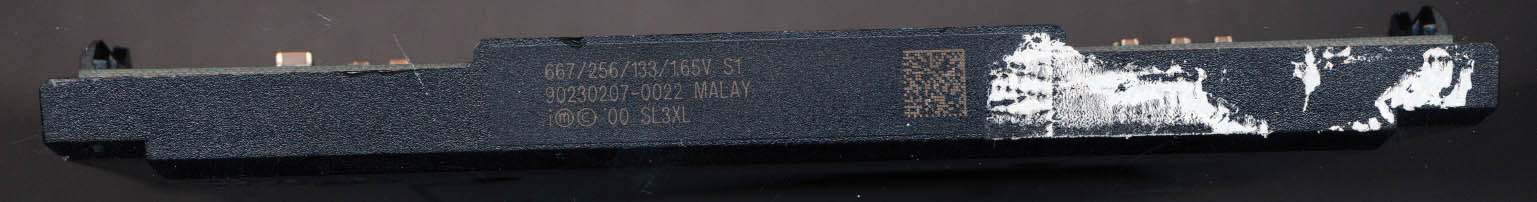 667/256/133/1.65V S1
90230207-0022 MALAY
i Ⓜ © 00 SL3XL